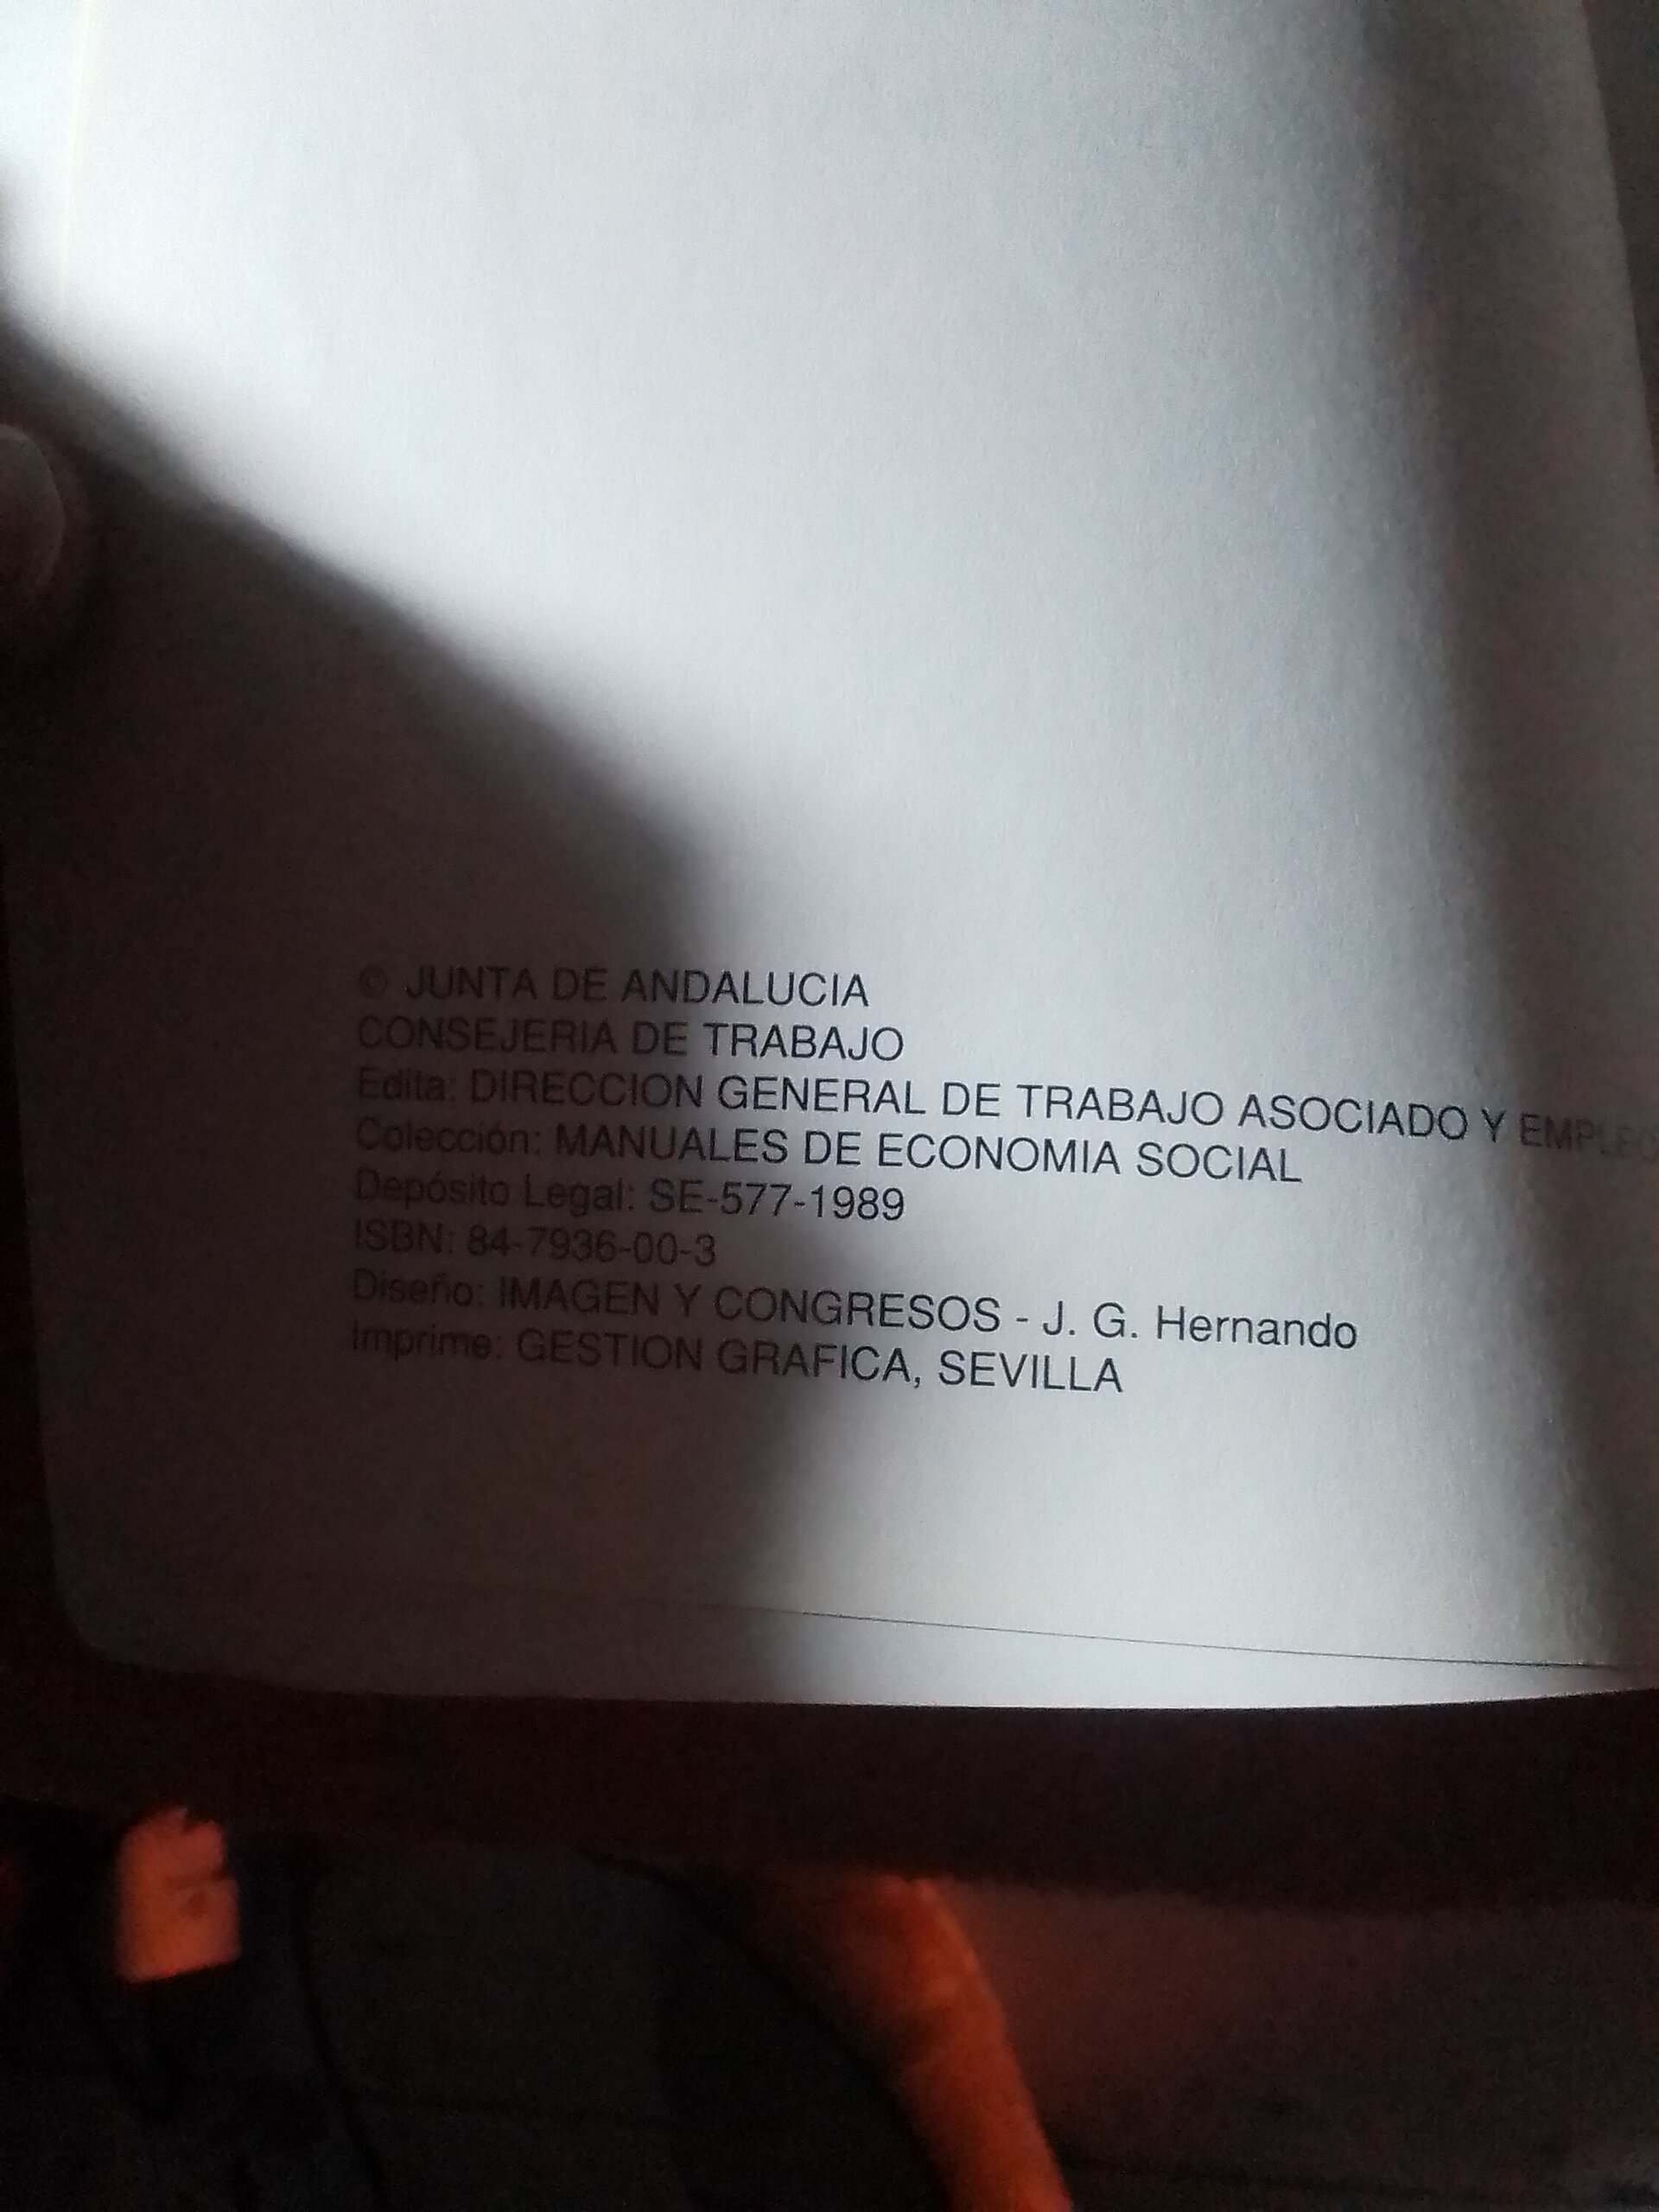 © JUNTA DE ANDALUCIA
CONSEJERIA DE TRABAJO
Edita: DIRECCION GENERAL DE TRABAJO ASOCIADO Y EMPLEO
Colección: MANUALES DE ECONOMIA SOCIAL
Depósito Legal: SE-577-1989
ISBN: 84-7936-00-3
Diseño: IMAGEN Y CONGRESOS - J. G. Hernando
Imprime: GESTION GRAFICA, SEVILLA